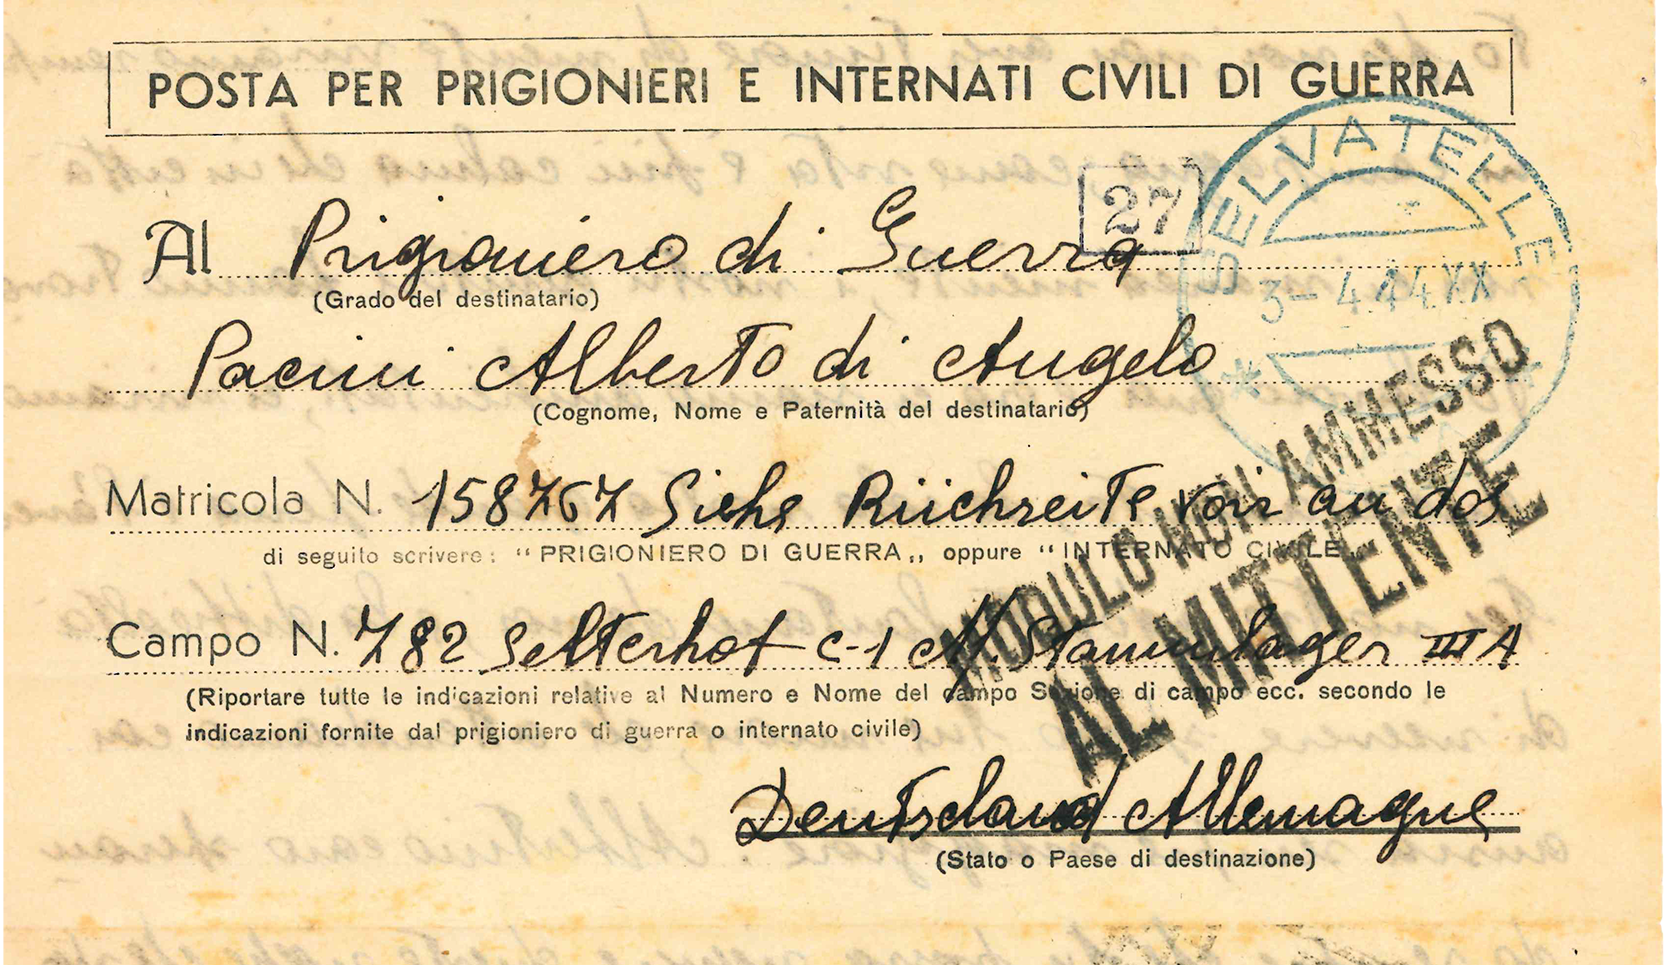 POSTA PER PRIGIONIERI E INTERNATI CIVILI DI GUERRA
SELVATELLE
27
3-4 44 XX
Al Prigioniero di Guerra
(Grado del destinatario)
Pacini Alberto di Angelo
(Cognome, Nome e Paternità del destinatario)
Matricola N. 158767 Siehe Rüchseite voir au dos
di seguito scrivere: "PRIGIONIERO DI GUERRA„ oppure "INTERNATO CIVILE„
MODULO NON AMMESSO
AL MITTENTE
Campo N. 782 Selterhof C-1 M. Stammlager III A
(Riportare tutte le indicazioni relative al Numero e Nome del campo Sezione di campo ecc. secondo le
indicazioni fornite dal prigioniero di guerra o internato civile)
Deutscland Allemagne
(Stato o Paese di destinazione)